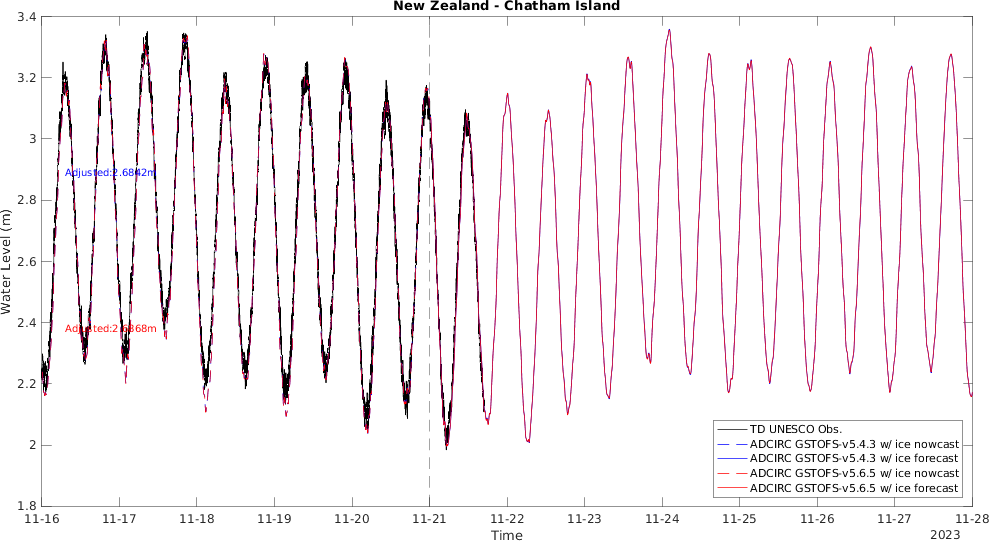 New Zealand - Chatham Island
Water Level (m)
3.4
3.2
3
2.8
2.6
2.4
2.2
2
1.8
Adjusted:2.6842m
Adjusted:2.6868m
TD UNESCO Obs.
ADCIRC GSTOFS-v5.4.3 w/ ice nowcast
ADCIRC GSTOFS-v5.4.3 w/ ice forecast
ADCIRC GSTOFS-v5.6.5 w/ ice nowcast
ADCIRC GSTOFS-v5.6.5 w/ ice forecast
11-16 11-17 11-18 11-19 11-20 11-21 11-22 11-23 11-24 11-25 11-26 11-27 11-28
Time
2023